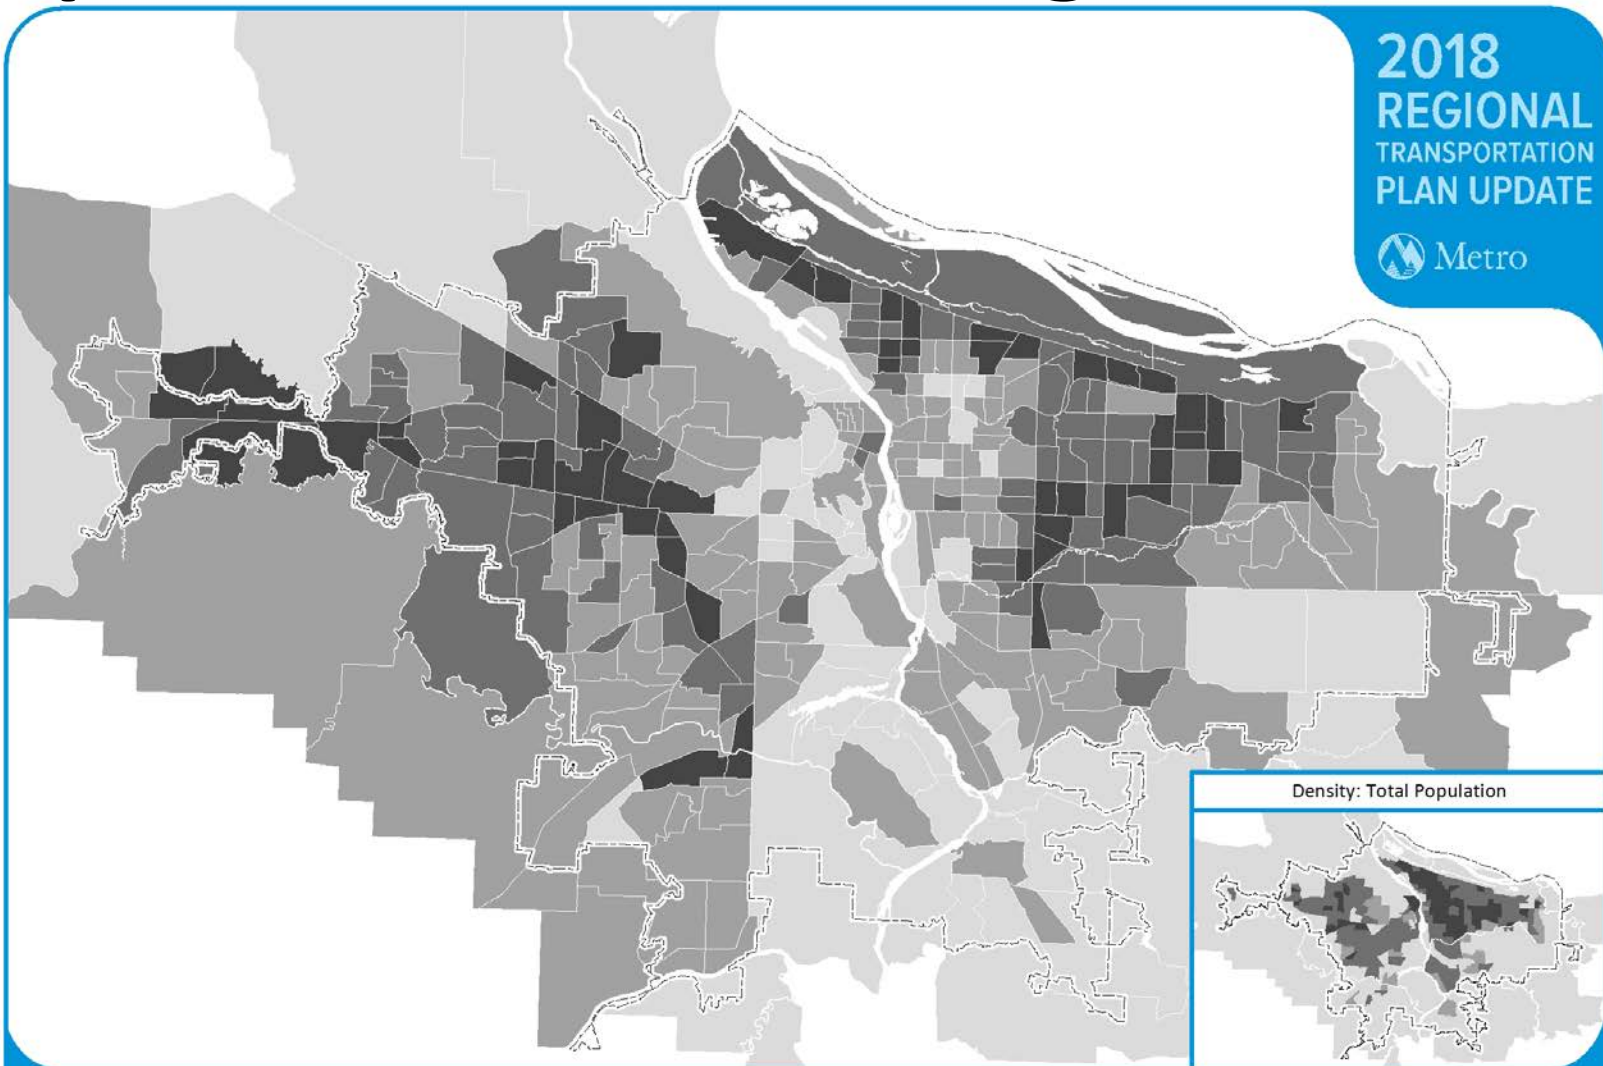 2018
REGIONAL
TRANSPORTATION
PLAN UPDATE
Metro
Density: Total Population